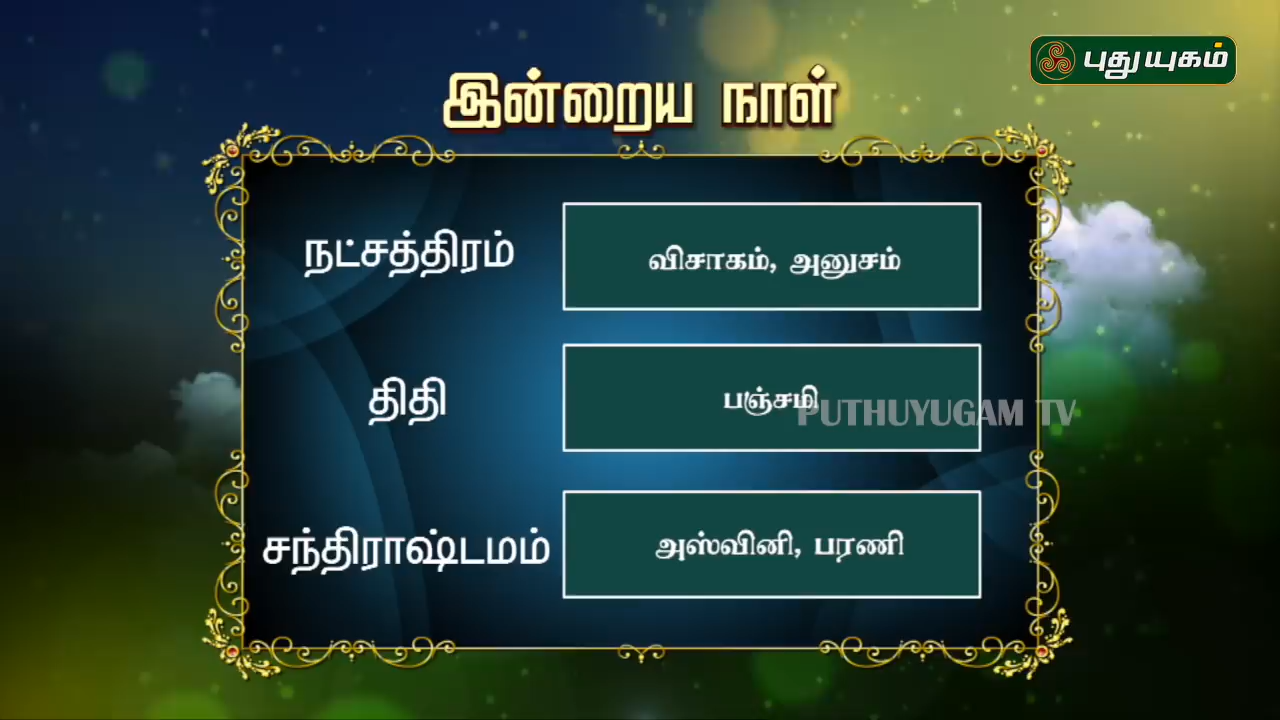 புதுயுகம்
இன்றைய நாள்
நட்சத்திரம்
விசாகம், அனுசம்
திதி
பஞ்சமி
PUTHUYUGAM TV
சந்திராஷ்டமம்
அஸ்வினி, பரணி